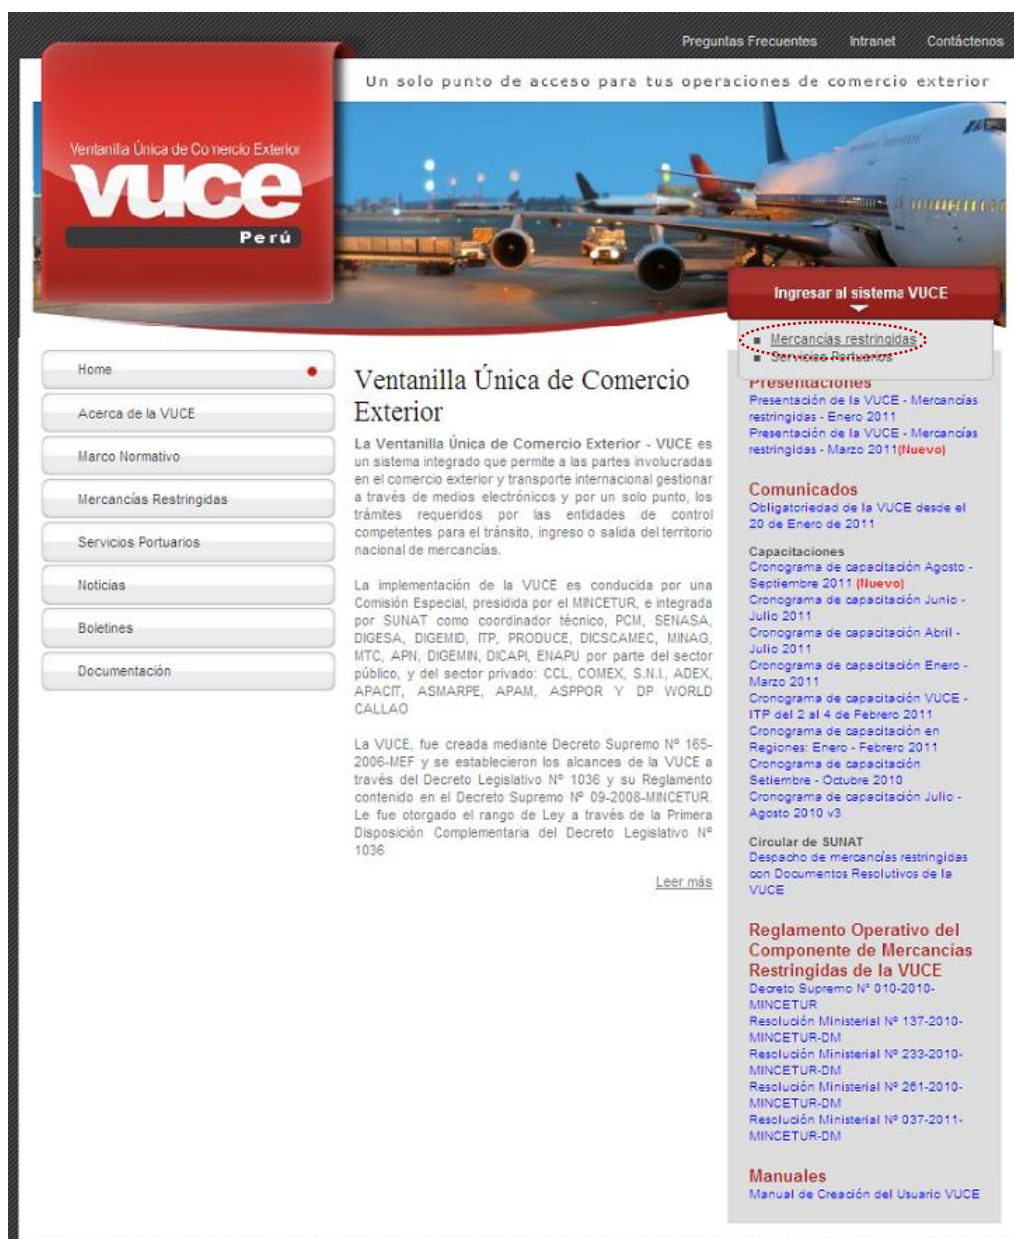 Preguntas Frecuentes Intranet Contáctenos
Un solo punto de acceso para tus operaciones de comercio exterior
Ventanilla Única de Comercio Exterior
vuce
Perú
Ingresar al sistema VUCE
Mercancías restringidas
Servicios Portuarios
Home
Acerca de la VUCE
Marco Normativo
Mercancías Restringidas
Servicios Portuarios
Noticias
Boletines
Documentación
Ventanilla Única de Comercio
Exterior
La Ventanilla Única de Comercio Exterior - VUCE es
un sistema integrado que permite a las partes involucradas
en el comercio exterior y transporte internacional gestionar
a través de medios electrónicos y por un solo punto, los
trámites requeridos por las entidades de control
competentes para el tránsito, ingreso o salida del territorio
nacional de mercancías.
La implementación de la VUCE es conducida por una
Comisión Especial, presidida por el MINCETUR, e integrada
por SUNAT como coordinador técnico, PCM, SENASA,
DIGESA, DIGEMID, ITP, PRODUCE, DICSCAMEC, MINAG,
MTC, APN, DIGEMIN, DICAPI, ENAPU por parte del sector
público, y del sector privado: CCL, COMEX, S.N.I., ADEX,
APACIT, ASMARPE, APAM, ASPPOR Y DP WORLD
CALLAO
La VUCE, fue creada mediante Decreto Supremo Nº 165-
2006-MEF y se establecieron los alcances de la VUCE a
través del Decreto Legislativo Nº 1036 y su Reglamento
contenido en el Decreto Supremo Nº 09-2008-MINCETUR.
Le fue otorgado el rango de Ley a través de la Primera
Disposición Complementaria del Decreto Legislativo Nº
1036
Leer más
Presentaciones
Presentación de la VUCE - Mercancías
restringidas - Enero 2011
Presentación de la VUCE - Mercancías
restringidas - Marzo 2011(Nuevo)
Comunicados
Obligatoriedad de la VUCE desde el
20 de Enero de 2011
Capacitaciones
Cronograma de capacitación Agosto -
Septiembre 2011 (Nuevo)
Cronograma de capacitación Junio -
Julio 2011
Cronograma de capacitación Abril -
Julio 2011
Cronograma de capacitación Enero -
Marzo 2011
Cronograma de capacitación VUCE -
ITP del 2 al 4 de Febrero 2011
Cronograma de capacitación en
Regiones: Enero - Febrero 2011
Cronograma de capacitación
Setiembre - Octubre 2010
Cronograma de capacitación Julio -
Agosto 2010 v3
Circular de SUNAT
Despacho de mercancías restringidas
con Documentos Resolutivos de la
VUCE
Reglamento Operativo del
Componente de Mercancías
Restringidas de la VUCE
Decreto Supremo Nº 010-2010-
MINCETUR
Resolución Ministerial Nº 137-2010-
MINCETUR-DM
Resolución Ministerial Nº 233-2010-
MINCETUR-DM
Resolución Ministerial Nº 261-2010-
MINCETUR-DM
Resolución Ministerial Nº 037-2011-
MINCETUR-DM
Manuales
Manual de Creación del Usuario VUCE